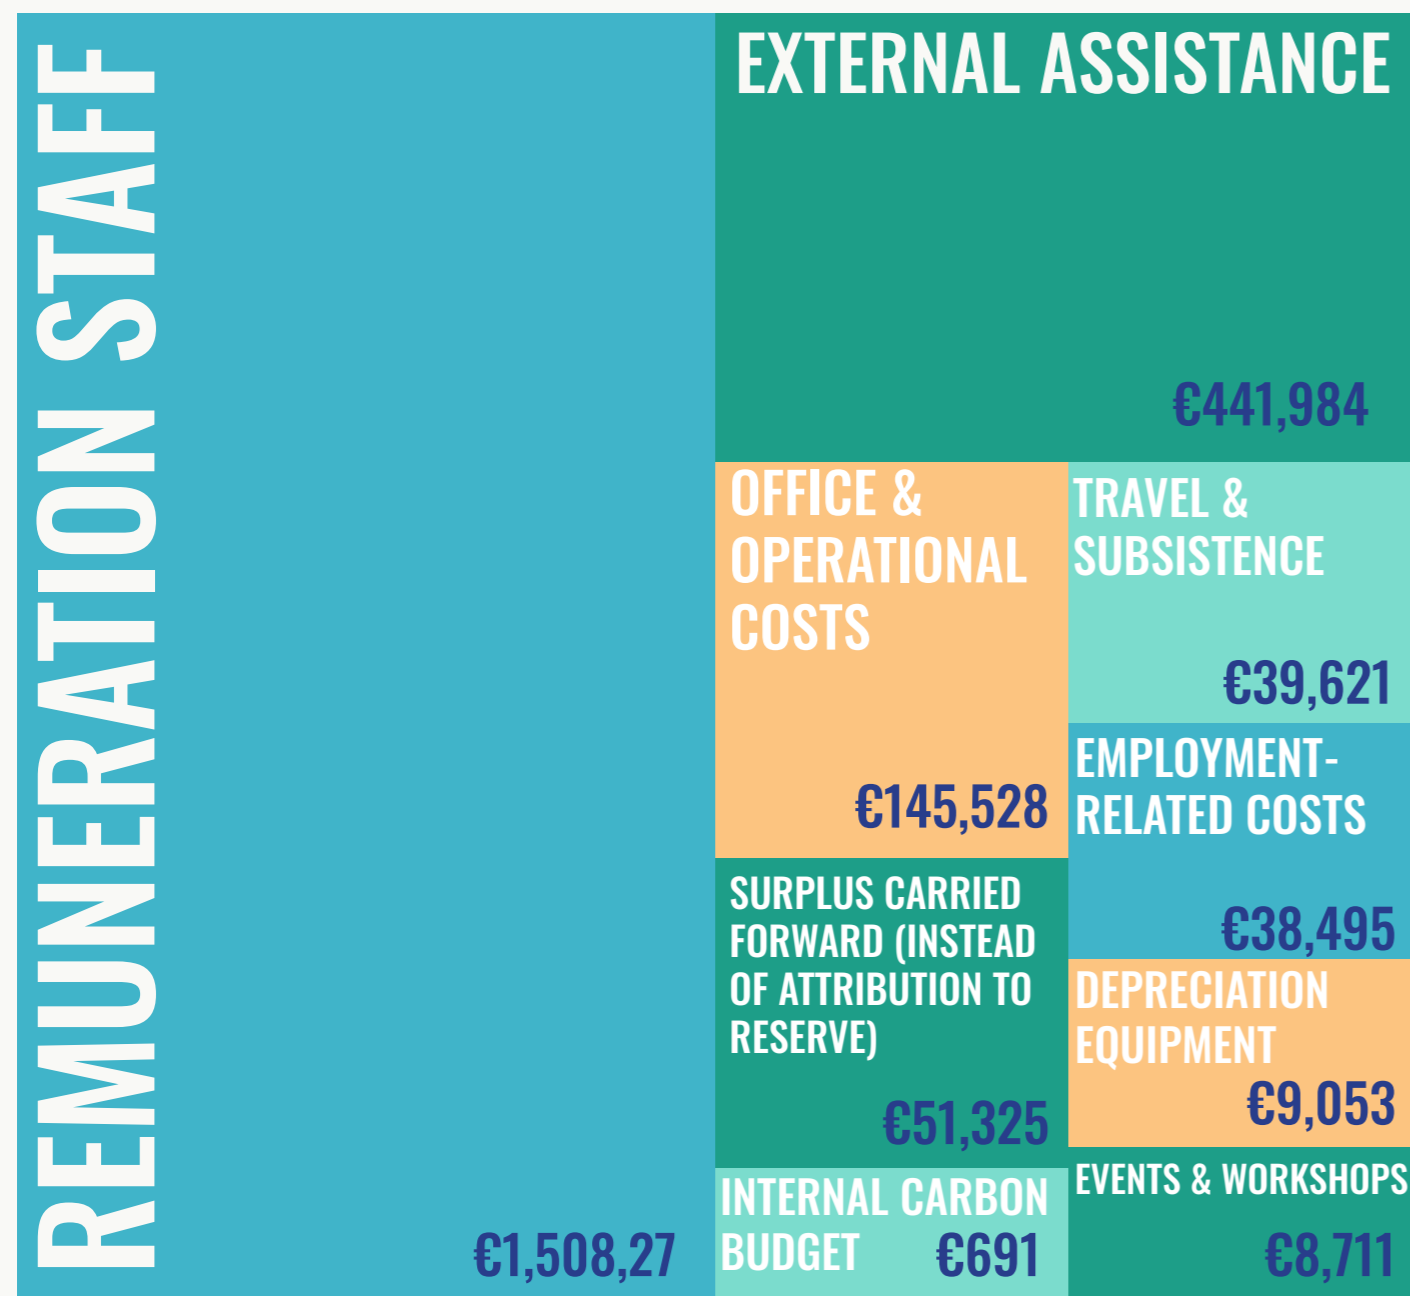 REMUNERATION STAFF
€1,508,27
EXTERNAL ASSISTANCE
€441,984
OFFICE &
OPERATIONAL
COSTS
€145,528
TRAVEL &
SUBSISTENCE
€39,621
EMPLOYMENT-
RELATED COSTS
€38,495
SURPLUS CARRIED
FORWARD (INSTEAD
OF ATTRIBUTION TO
RESERVE)
€51,325
DEPRECIATION
EQUIPMENT
€9,053
INTERNAL CARBON
BUDGET €691
EVENTS & WORKSHOPS
€8,711